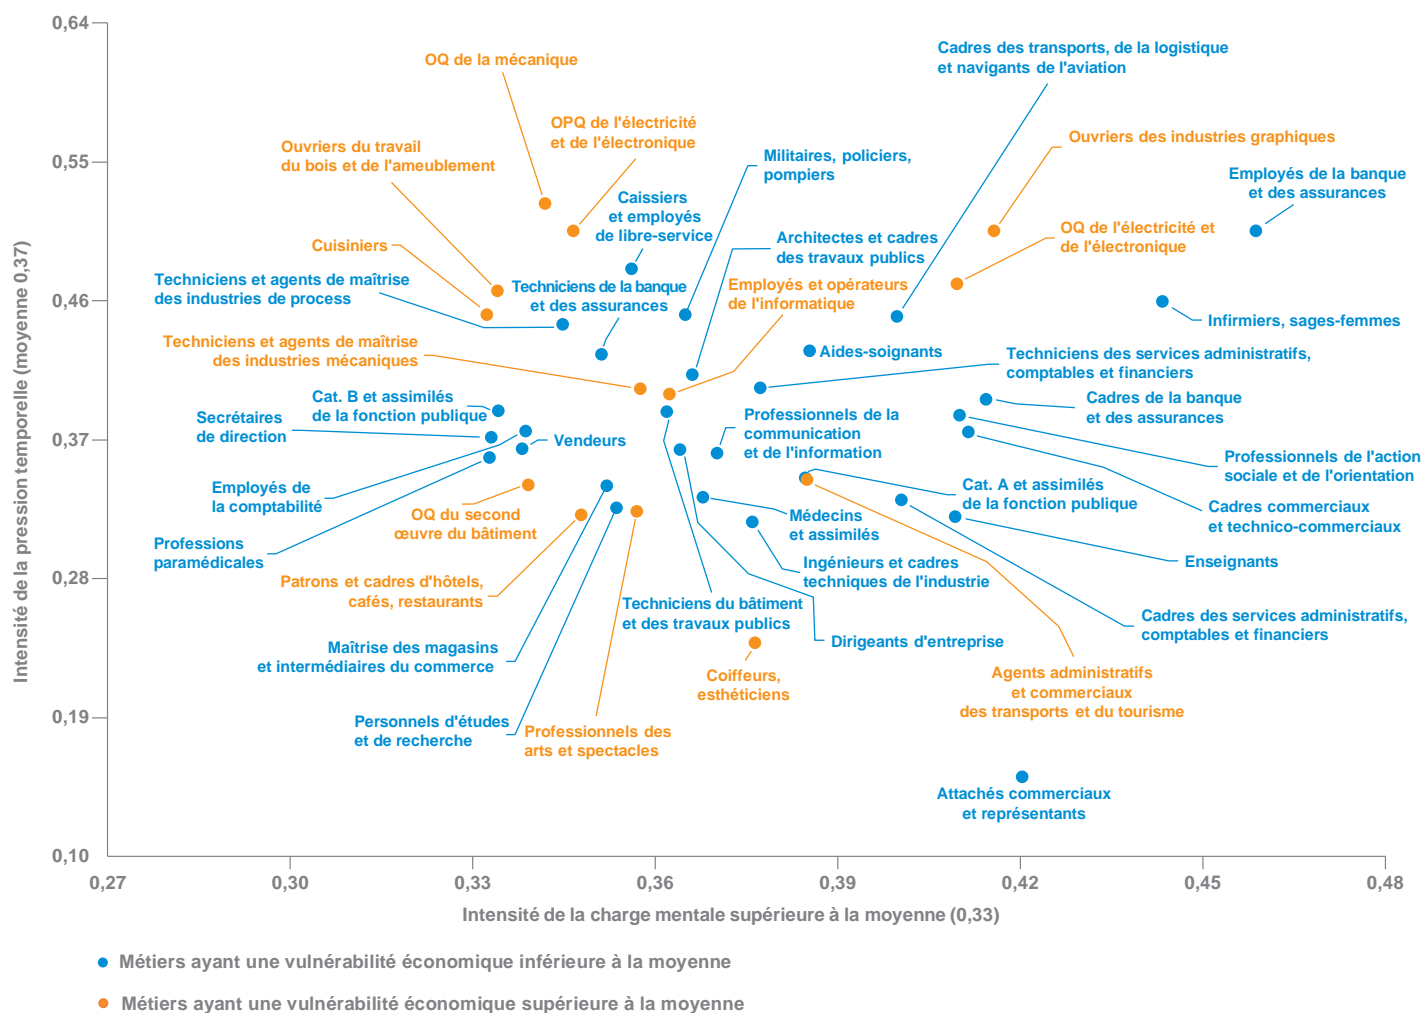 0,64
0,55
0,46
0,37
0,28
0,19
0,10
Intensité de la pression temporelle (moyenne 0,37)
OQ de la mécanique
Cadres des transports, de la logistique
et navigants de l'aviation
OPQ de l'électricité
et de l'électronique
Ouvriers du travail
du bois et de l'ameublement
Militaires, policiers,
pompiers
Ouvriers des industries graphiques
Employés de la banque
et des assurances
Caissiers
et employés
de libre-service
Cuisiniers
Architectes et cadres
des travaux publics
OQ de l'électricité et
de l'électronique
Techniciens et agents de maîtrise
des industries de process
Techniciens de la banque
et des assurances
Employés et opérateurs
de l'informatique
Infirmiers, sages-femmes
Techniciens et agents de maîtrise
des industries mécaniques
Aides-soignants
Techniciens des services administratifs,
comptables et financiers
Cat. B et assimilés
de la fonction publique
Cadres de la banque
et des assurances
Secrétaires
de direction
Vendeurs
Professionnels de la
communication
et de l'information
Professionnels de l'action
sociale et de l'orientation
Employés de
la comptabilité
OQ du second
œuvre du bâtiment
Cat. A et assimilés
de la fonction publique
Cadres commerciaux
et technico-commerciaux
Médecins
et assimilés
Professions
paramédicales
Enseignants
Ingénieurs et cadres
techniques de l'industrie
Patrons et cadres d'hôtels,
cafés, restaurants
Techniciens du bâtiment
et des travaux publics
Cadres des services administratifs,
comptables et financiers
Dirigeants d'entreprise
Maîtrise des magasins
et intermédiaires du commerce
Coiffeurs,
esthéticiens
Agents administratifs
et commerciaux
des transports et du tourisme
Personnels d'études
et de recherche
Professionnels des
arts et spectacles
Attachés commerciaux
et représentants
0,27
0,30
0,33
0,36
0,39
0,42
0,45
0,48
Intensité de la charge mentale supérieure à la moyenne (0,33)
Métiers ayant une vulnérabilité économique inférieure à la moyenne
Métiers ayant une vulnérabilité économique supérieure à la moyenne